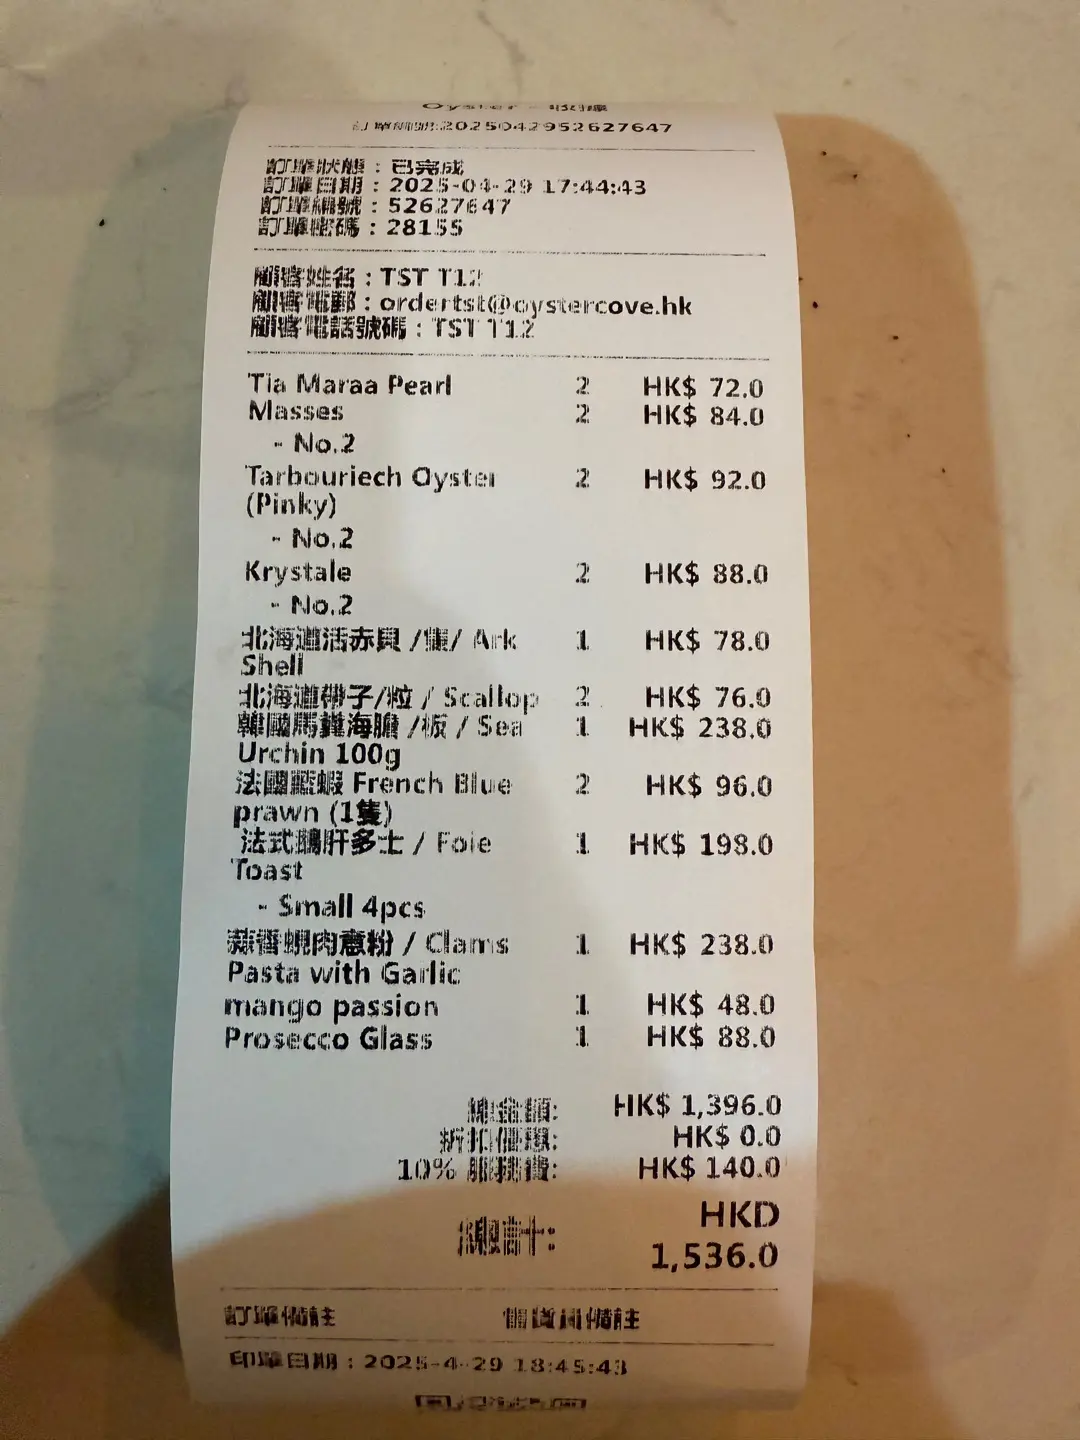 訂單編號:2025042952627647
訂單狀態 : 已完成
訂單日期 : 2025-04-29 17:44:43
訂單編號 : 52627647
訂單密碼 : 28155
顧客姓名 : TST T12
顧客電郵 : ordertst@oystercove.hk
顧客電話號碼 : TST T12
Tia Maraa Pearl 2 HK$ 72.0
Masses 2 HK$ 84.0
- No.2
Tarbouriech Oyster 2 HK$ 92.0
(Pinky)
- No.2
Krystale 2 HK$ 88.0
- No.2
北海道活赤貝 /隻/ Ark 1 HK$ 78.0
Shell
北海道帶子/粒 / Scallop 2 HK$ 76.0
韓國馬糞海膽 /板 / Sea 1 HK$ 238.0
Urchin 100g
法國藍蝦 French Blue 2 HK$ 96.0
prawn (1隻)
法式鵝肝多士 / Foie 1 HK$ 198.0
Toast
- Small 4pcs
蒜香蜆肉意粉 / Clams 1 HK$ 238.0
Pasta with Garlic
mango passion 1 HK$ 48.0
Prosecco Glass 1 HK$ 88.0
總金額: HK$ 1,396.0
折扣優惠: HK$ 0.0
10% 服務費: HK$ 140.0
總計: HKD
1,536.0
訂單備註
印單日期 : 2025-4-29 18:45:43